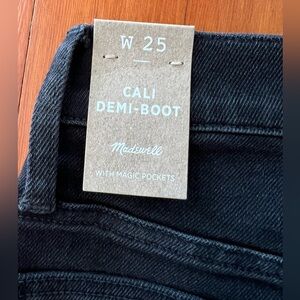 W 25
CALI
DEMI-BOOT
Madewell
WITH MAGIC POCKETS